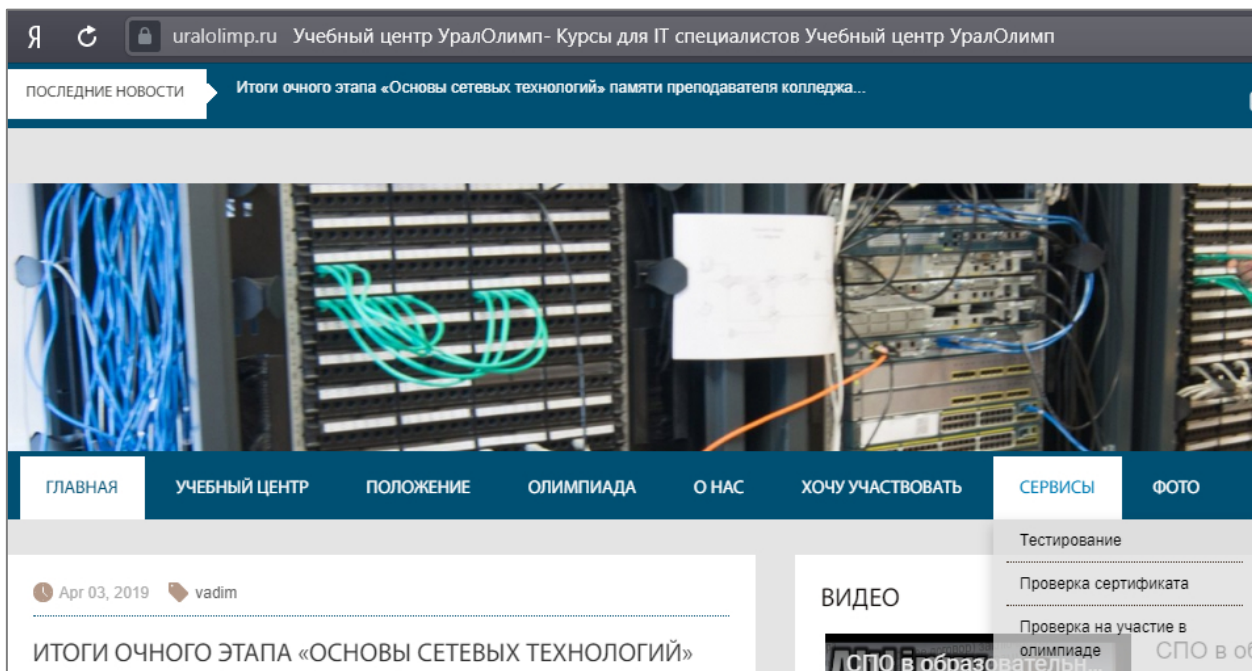 Я uralolimp.ru Учебный центр УралОлимп- Курсы для IT специалистов Учебный центр УралОлимп
ПОСЛЕДНИЕ НОВОСТИ Итоги очного этапа «Основы сетевых технологий» памяти преподавателя колледжа...
ГЛАВНАЯ УЧЕБНЫЙ ЦЕНТР ПОЛОЖЕНИЕ ОЛИМПИАДА О НАС ХОЧУ УЧАСТВОВАТЬ СЕРВИСЫ ФОТО
Тестирование
Проверка сертификата
Проверка на участие в
олимпиаде
Apr 03, 2019 vadim
ИТОГИ ОЧНОГО ЭТАПА «ОСНОВЫ СЕТЕВЫХ ТЕХНОЛОГИЙ»
ВИДЕО
СПО в образовательн...
СПО в об